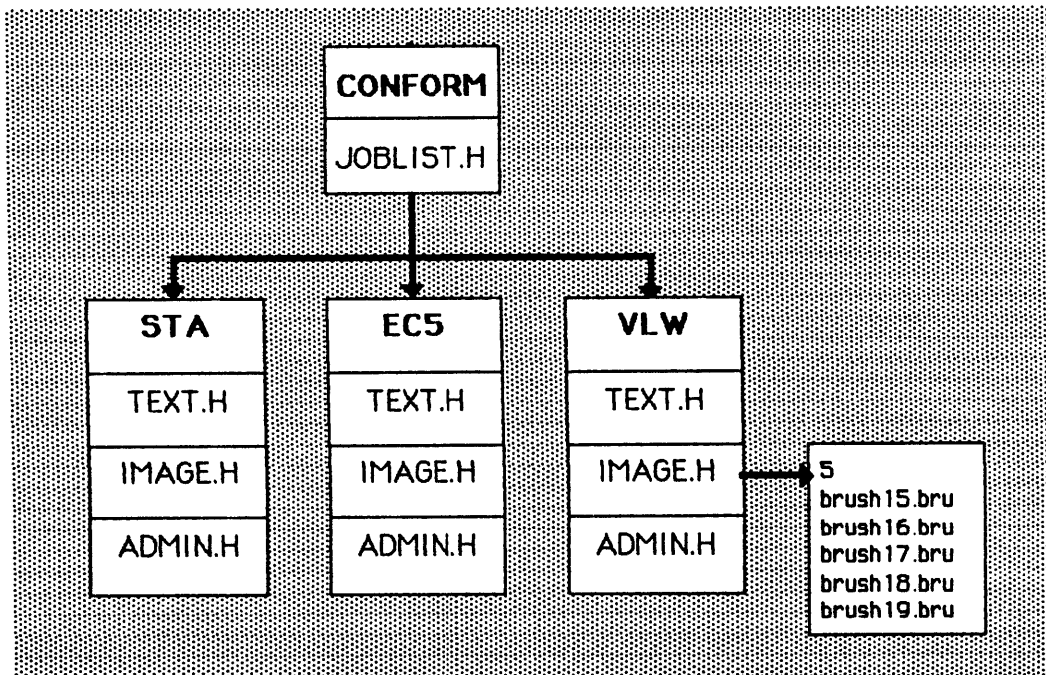 CONFORM
JOBLIST.H
STA
TEXT.H
IMAGE.H
ADMIN.H
EC5
TEXT.H
IMAGE.H
ADMIN.H
VLW
TEXT.H
IMAGE.H
ADMIN.H
5
brush15.bru
brush16.bru
brush17.bru
brush18.bru
brush19.bru